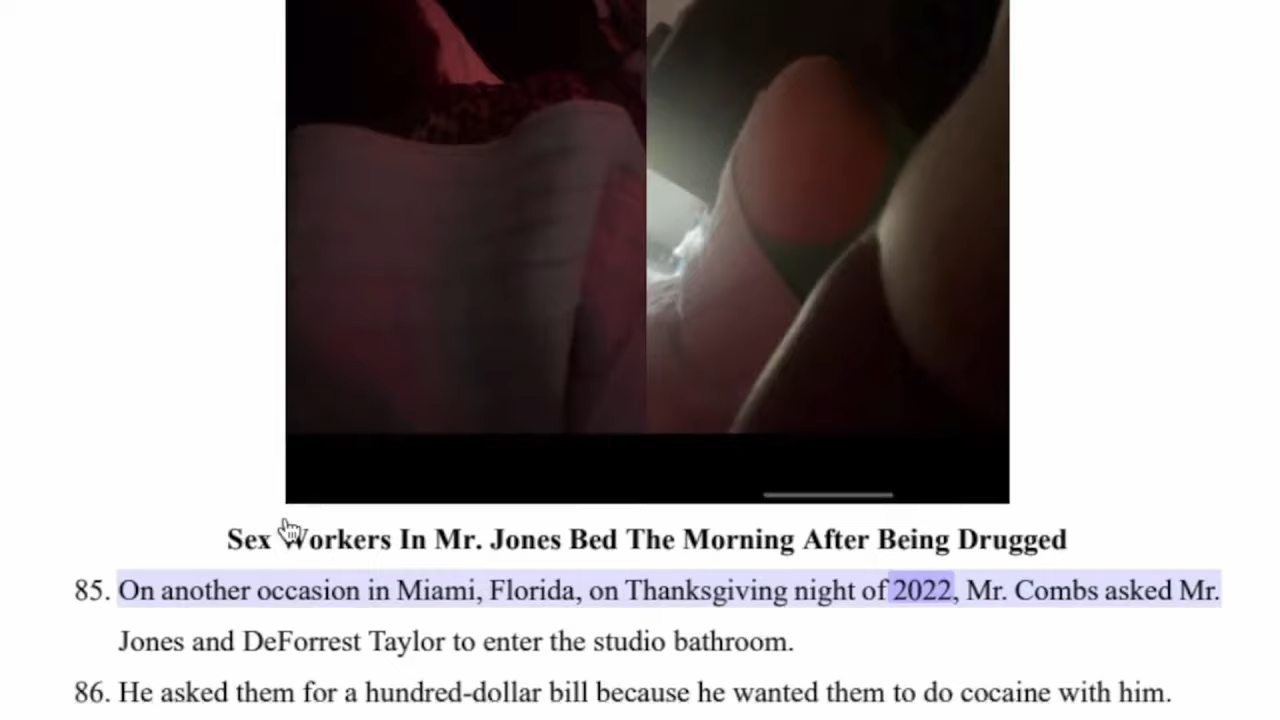 Sex Workers In Mr. Jones Bed The Morning After Being Drugged
85. On another occasion in Miami, Florida, on Thanksgiving night of 2022, Mr. Combs asked Mr.
Jones and DeForrest Taylor to enter the studio bathroom.
86. He asked them for a hundred-dollar bill because he wanted them to do cocaine with him.